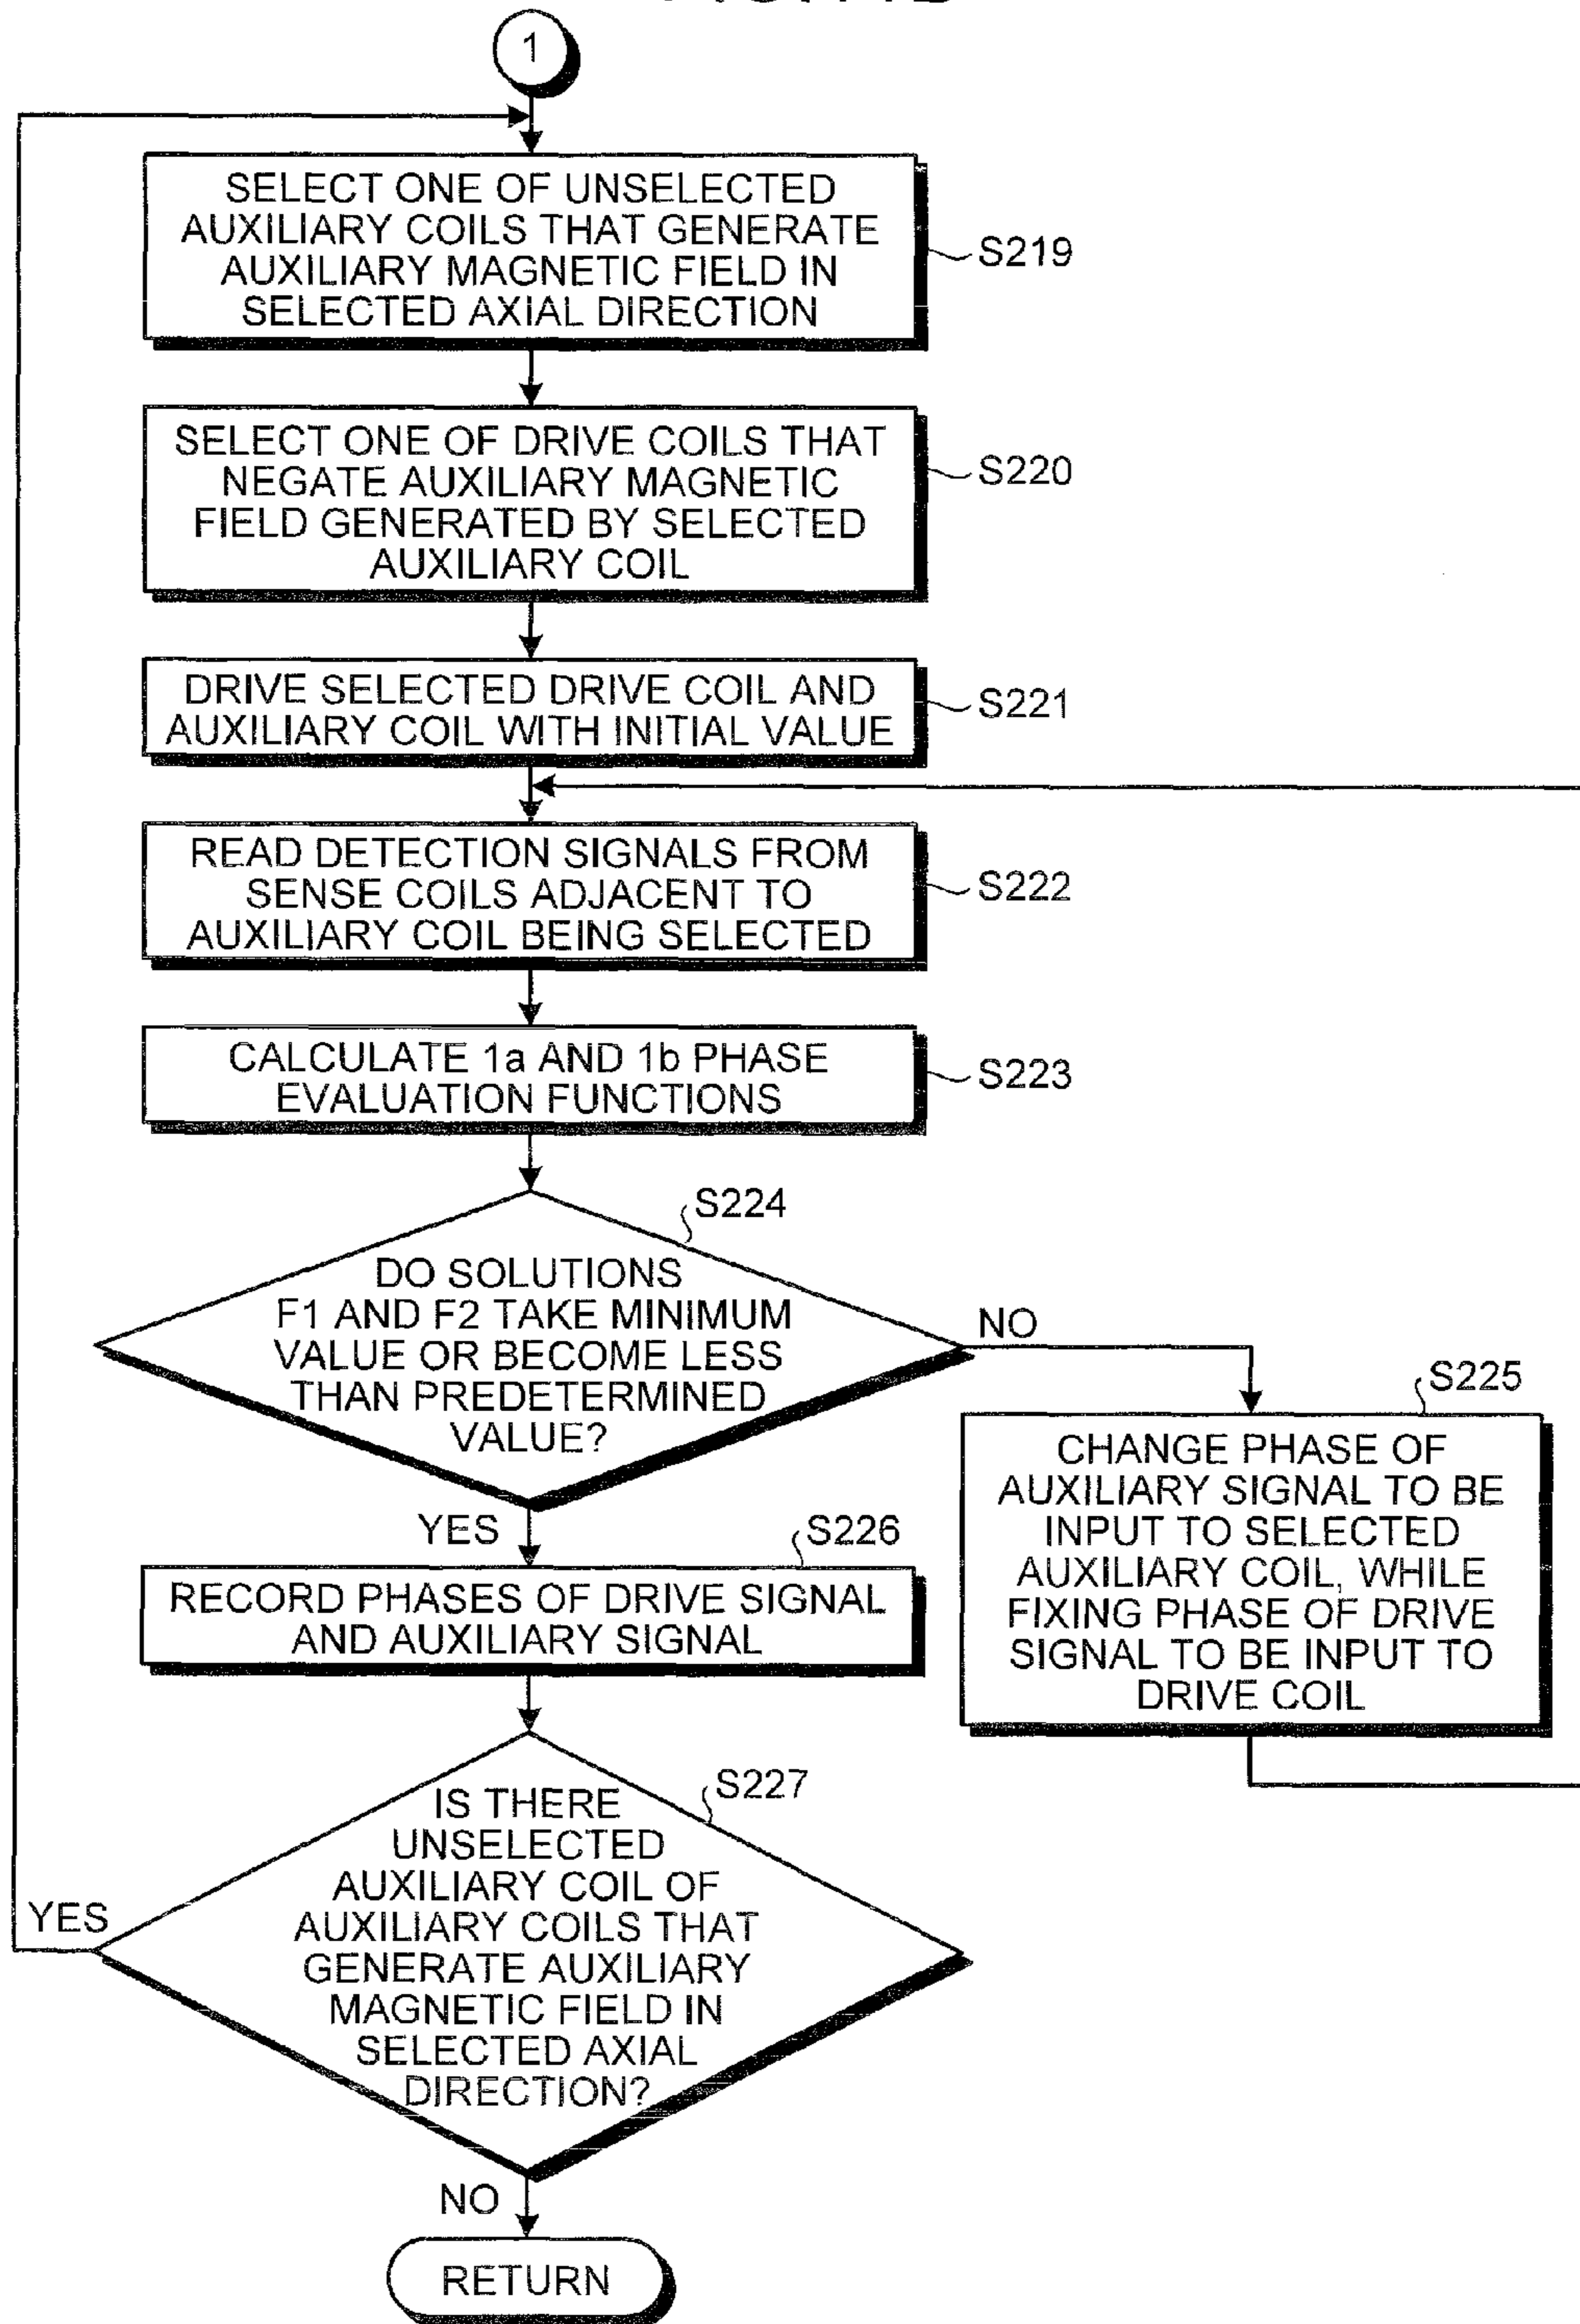 1
SELECT ONE OF UNSELECTED
AUXILIARY COILS THAT GENERATE
AUXILIARY MAGNETIC FIELD IN
SELECTED AXIAL DIRECTION
S219
SELECT ONE OF DRIVE COILS THAT
NEGATE AUXILIARY MAGNETIC
FIELD GENERATED BY SELECTED
AUXILIARY COIL
S220
DRIVE SELECTED DRIVE COIL AND
AUXILIARY COIL WITH INITIAL VALUE
S221
READ DETECTION SIGNALS FROM
SENSE COILS ADJACENT TO
AUXILIARY COIL BEING SELECTED
S222
CALCULATE 1a AND 1b PHASE
EVALUATION FUNCTIONS
S223
S224
DO SOLUTIONS
F1 AND F2 TAKE MINIMUM
VALUE OR BECOME LESS
THAN PREDETERMINED
VALUE?
NO
S225
CHANGE PHASE OF
AUXILIARY SIGNAL TO BE
INPUT TO SELECTED
AUXILIARY COIL, WHILE
FIXING PHASE OF DRIVE
SIGNAL TO BE INPUT TO
DRIVE COIL
YES
S226
RECORD PHASES OF DRIVE SIGNAL
AND AUXILIARY SIGNAL
S227
IS THERE
UNSELECTED
AUXILIARY COIL OF
AUXILIARY COILS THAT
GENERATE AUXILIARY
MAGNETIC FIELD IN
SELECTED AXIAL
DIRECTION?
YES
NO
RETURN